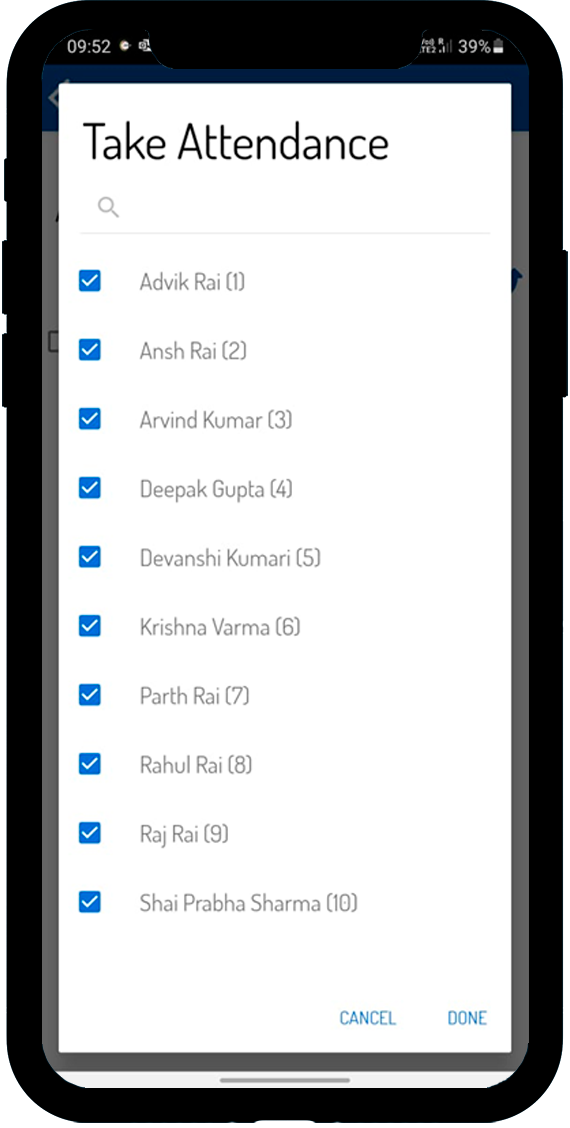 09:52 39%
Take Attendance
Advik Rai (1)
Ansh Rai (2)
Arvind Kumar (3)
Deepak Gupta (4)
Devanshi Kumari (5)
Krishna Varma (6)
Parth Rai (7)
Rahul Rai (8)
Raj Rai (9)
Shai Prabha Sharma (10)
CANCEL DONE